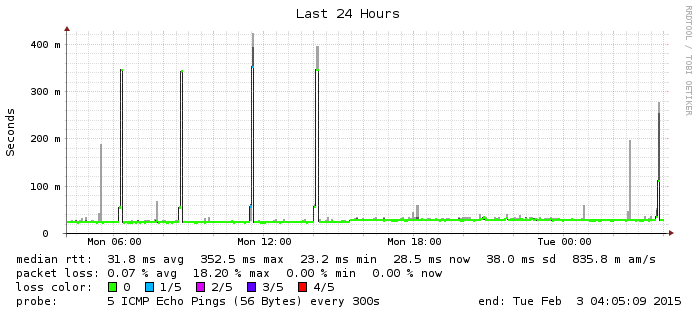 Last 24 Hours
RRDTOOL / TOBI OETIKER
Seconds
400 m
300 m
200 m
100 m
0
Mon 06:00 Mon 12:00 Mon 18:00 Tue 00:00
median rtt: 31.8 ms avg 352.5 ms max 23.2 ms min 28.5 ms now 38.0 ms sd 835.8 m am/s
packet loss: 0.07 % avg 18.20 % max 0.00 % min 0.00 % now
loss color: 0 1/5 2/5 3/5 4/5
probe: 5 ICMP Echo Pings (56 Bytes) every 300s end: Tue Feb 3 04:05:09 2015